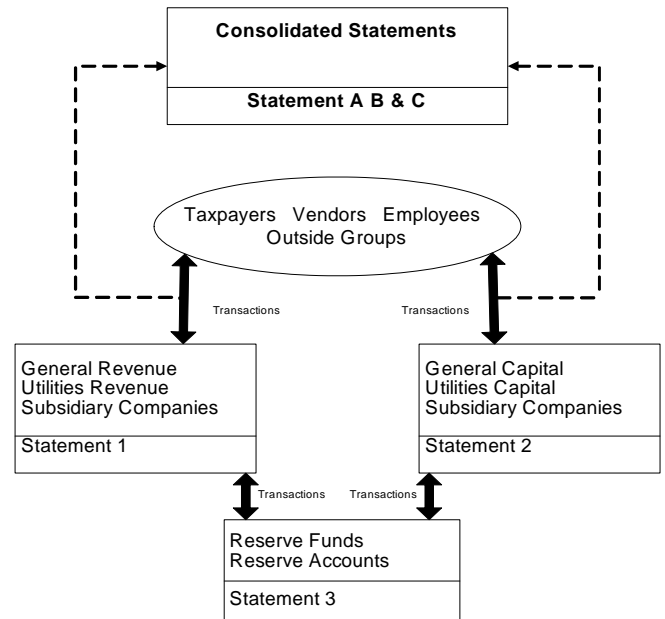 Consolidated Statements
Statement A B & C
Taxpayers Vendors Employees
Outside Groups
Transactions
Transactions
General Revenue
Utilities Revenue
Subsidiary Companies
Statement 1
General Capital
Utilities Capital
Subsidiary Companies
Statement 2
Transactions
Transactions
Reserve Funds
Reserve Accounts
Statement 3